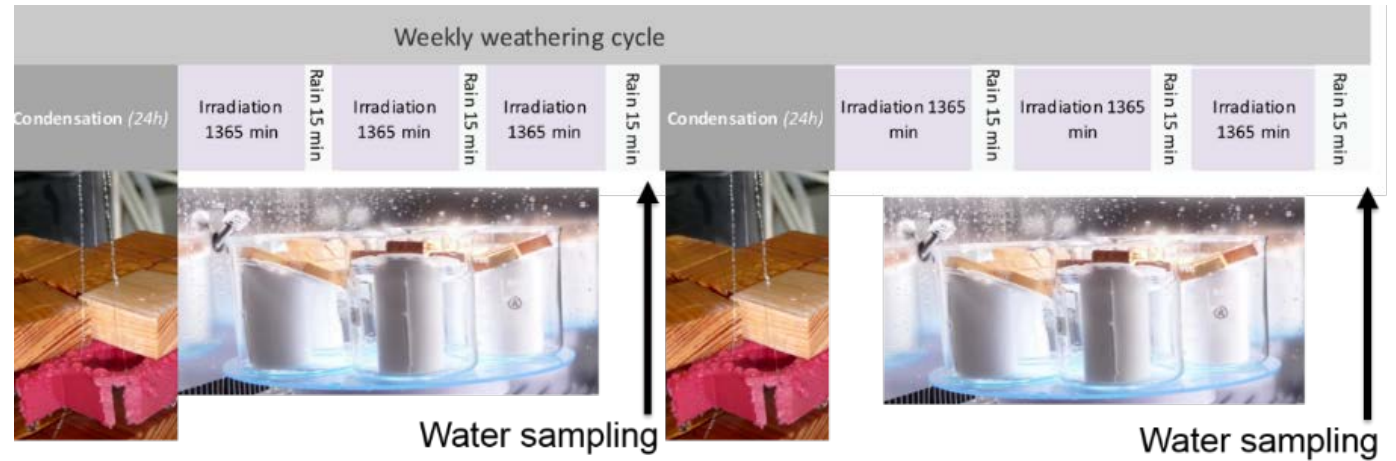 Weekly weathering cycle
Condensation (24h)
Irradiation
1365 min
Rain 15 min
Irradiation
1365 min
Rain 15 min
Irradiation
1365 min
Rain 15 min
Condensation (24h)
Irradiation 1365
min
Rain 15 min
Irradiation 1365
min
Rain 15 min
Irradiation
1365 min
Rain 15 min
Water sampling
Water sampling